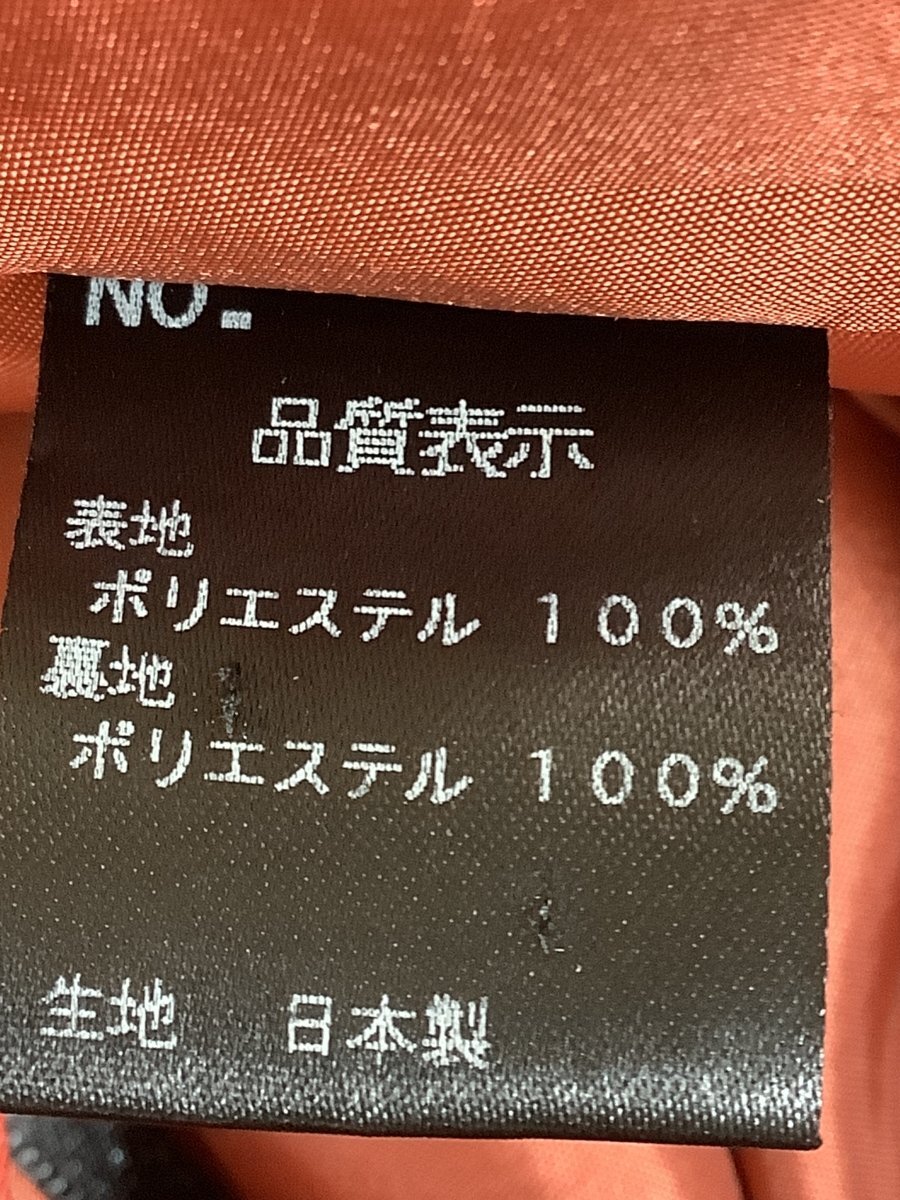 NO.
品質表示
表地
ポリエステル 100%
裏地
ポリエステル 100%
生地 日本製